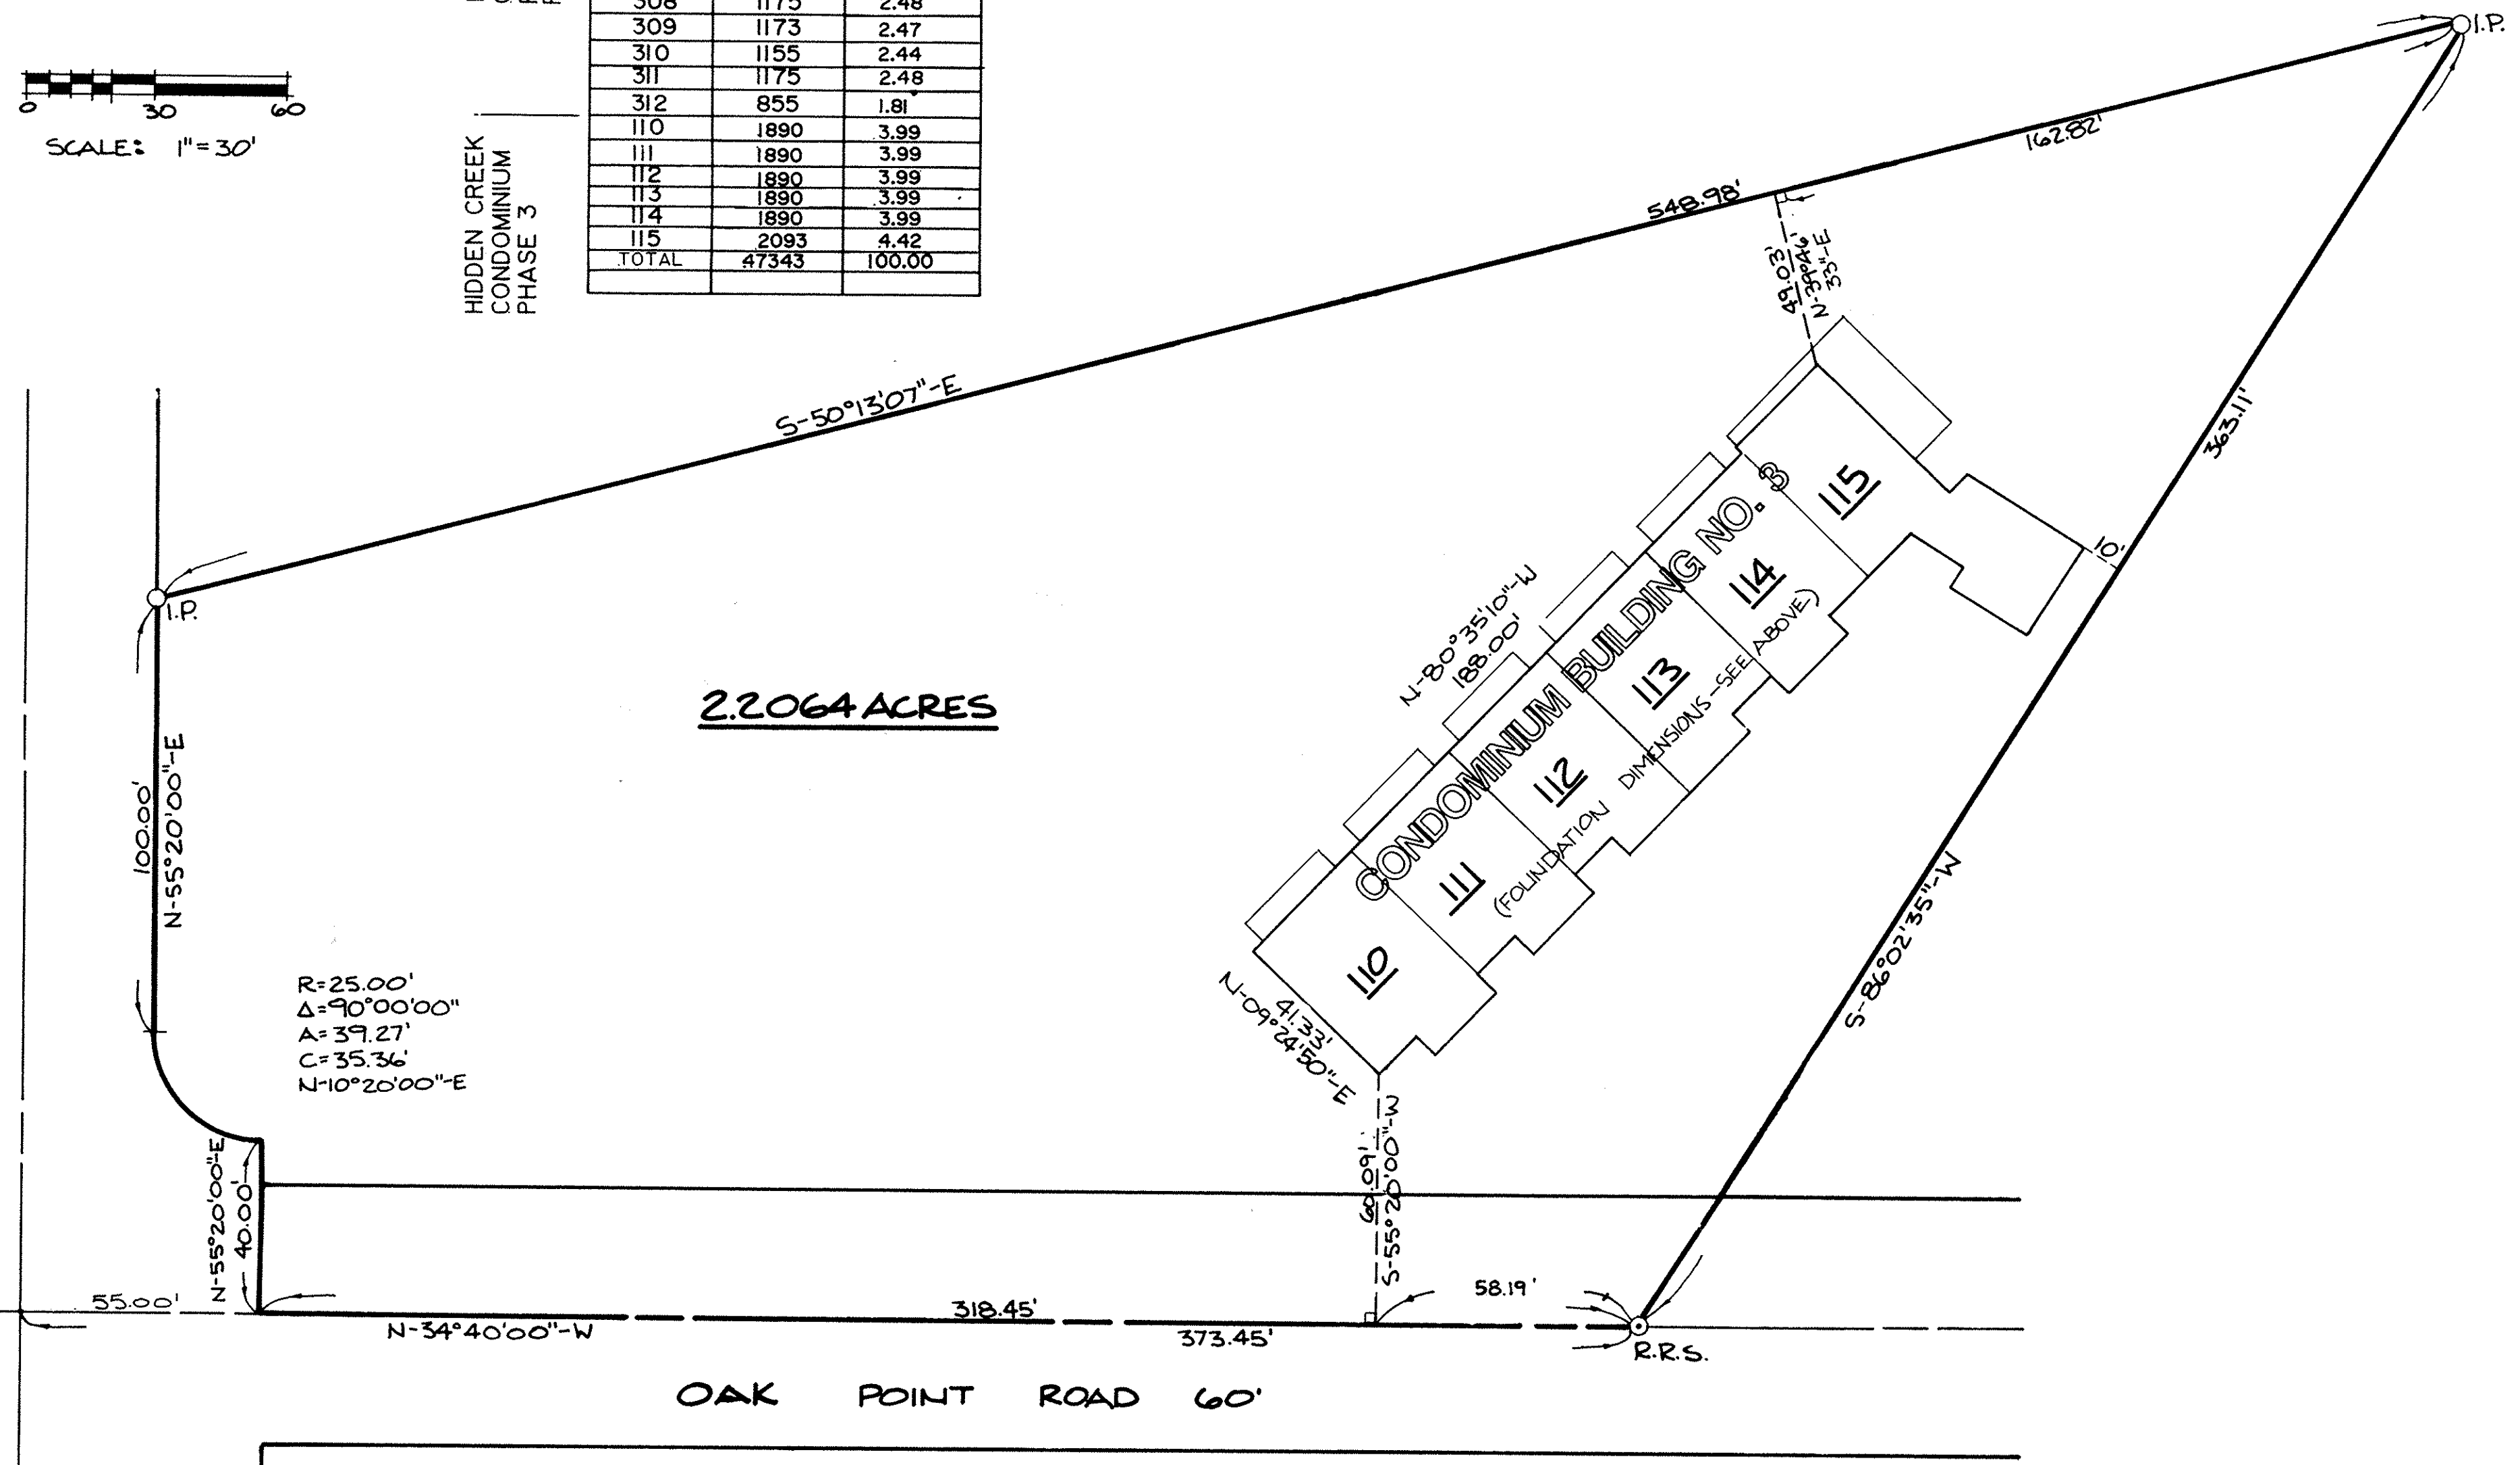 308 1175 2.48
309 1173 2.47
310 1155 2.44
311 1175 2.48
312 855 1.81
110 1890 3.99
111 1890 3.99
112 1890 3.99
113 1890 3.99
114 1890 3.99
115 2093 4.42
TOTAL 47343 100.00
HIDDEN CREEK
CONDOMINIUM
PHASE 3
0 30 60
SCALE: 1"=30'
I.P.
162.82'
548.98'
49.03'
N-39°46'
33"-E
S-50°13'07"-E
363.11'
I.P.
115
10'
CONDOMINIUM BUILDING NO. 3
114
N-80°35'10"-W
188.00'
113
(FOUNDATION DIMENSIONS-SEE ABOVE)
2.2064 ACRES
112
100.00'
N-55°20'00"-E
111
110
S-86°02'35"-W
R=25.00'
Δ=90°00'00"
A=39.27'
C=35.36'
N-10°20'00"-E
41.33'
N-09°24'50"-E
60.09'
S-55°20'00"-W
N-55°20'00"-E
40.00'
55.00'
58.19'
318.45'
N-34°40'00"-W
373.45'
R.R.S.
OAK POINT ROAD 60'